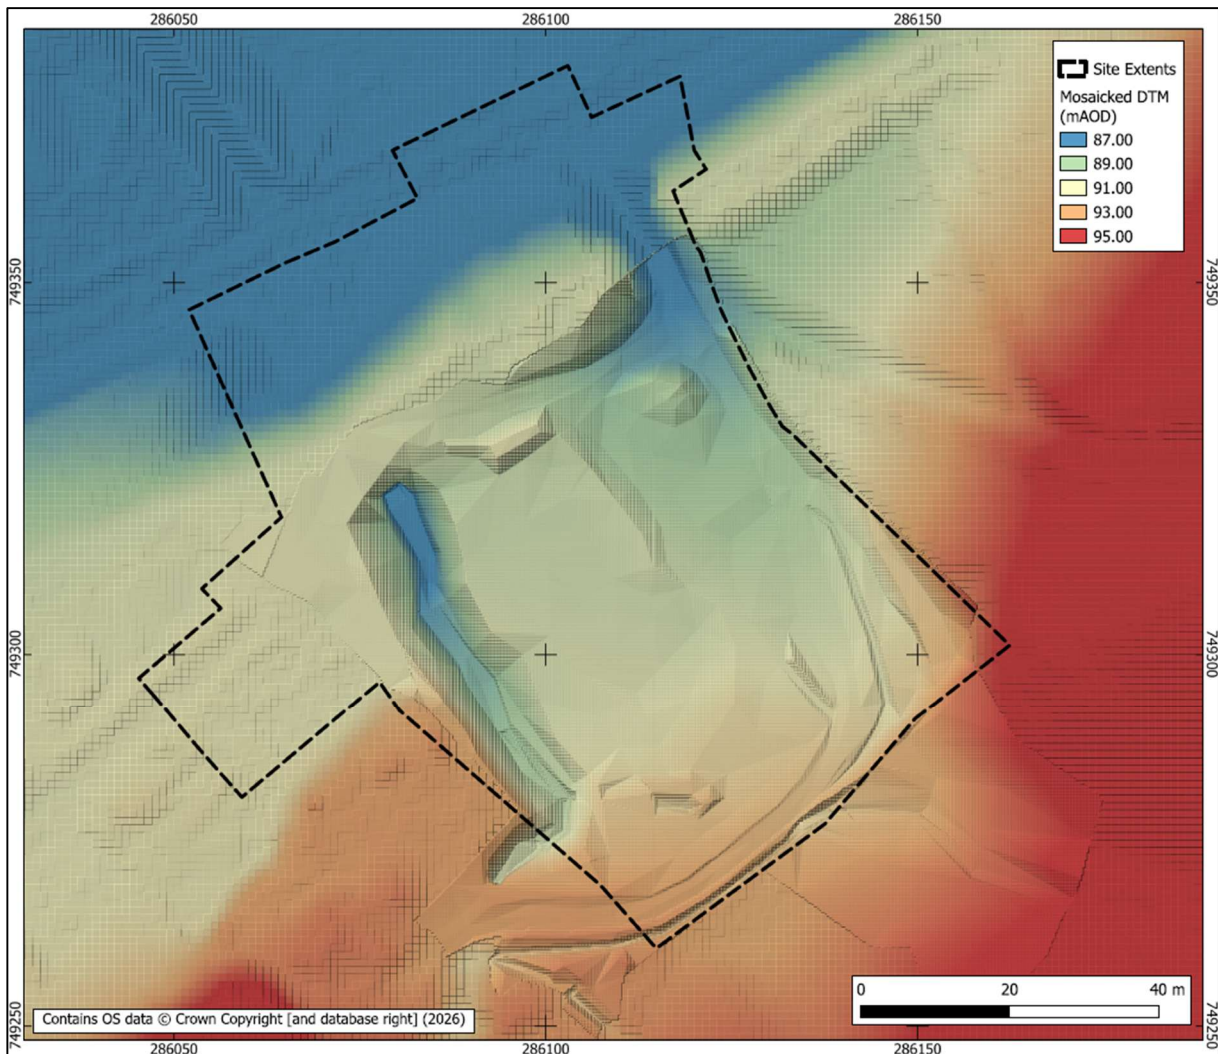 286050 286100 286150
Site Extents
Mosaicked DTM
(mAOD)
87.00
89.00
91.00
93.00
95.00
749350 749350
749300 749300
0 20 40 m
Contains OS data © Crown Copyright [and database right] (2026)
749250 749250
286050 286100 286150